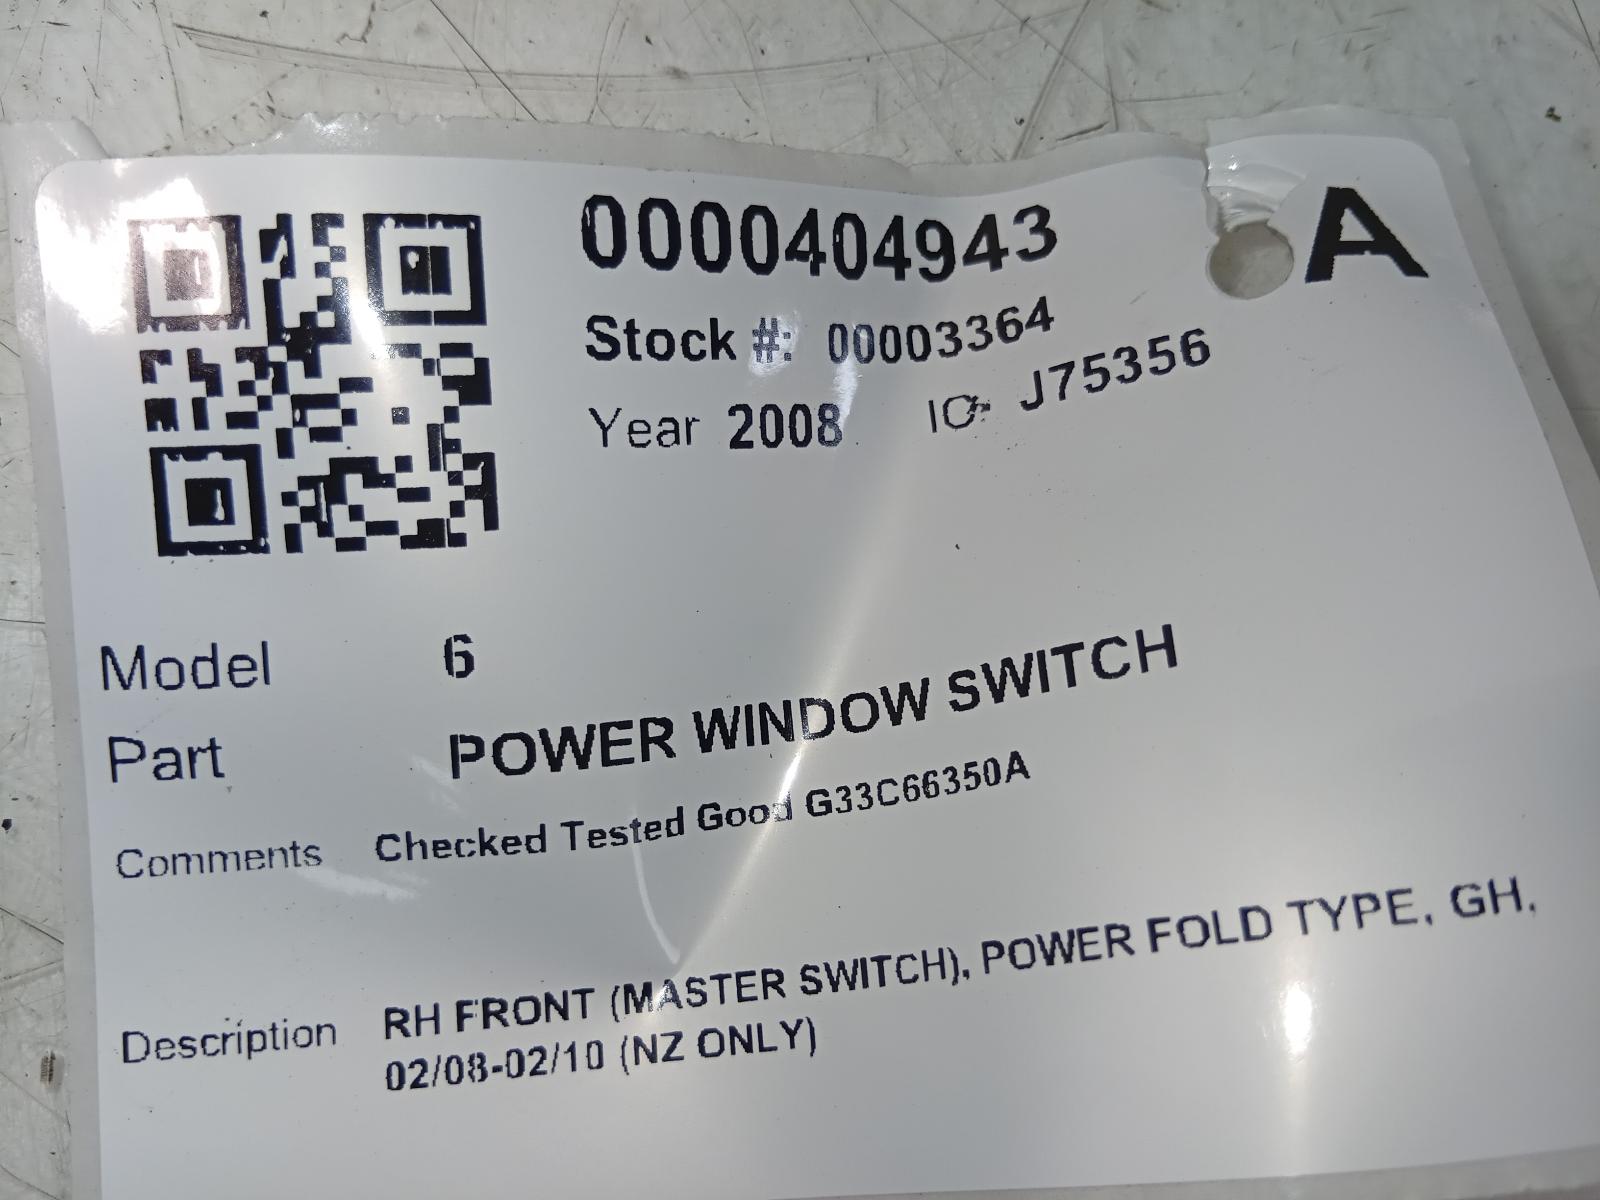 0000404943
A
Stock #: 00003364
Year 2008 IC: J75356
Model 6
Part POWER WINDOW SWITCH
Comments Checked Tested Good G33C66350A
Description RH FRONT (MASTER SWITCH), POWER FOLD TYPE, GH,
02/08-02/10 (NZ ONLY)